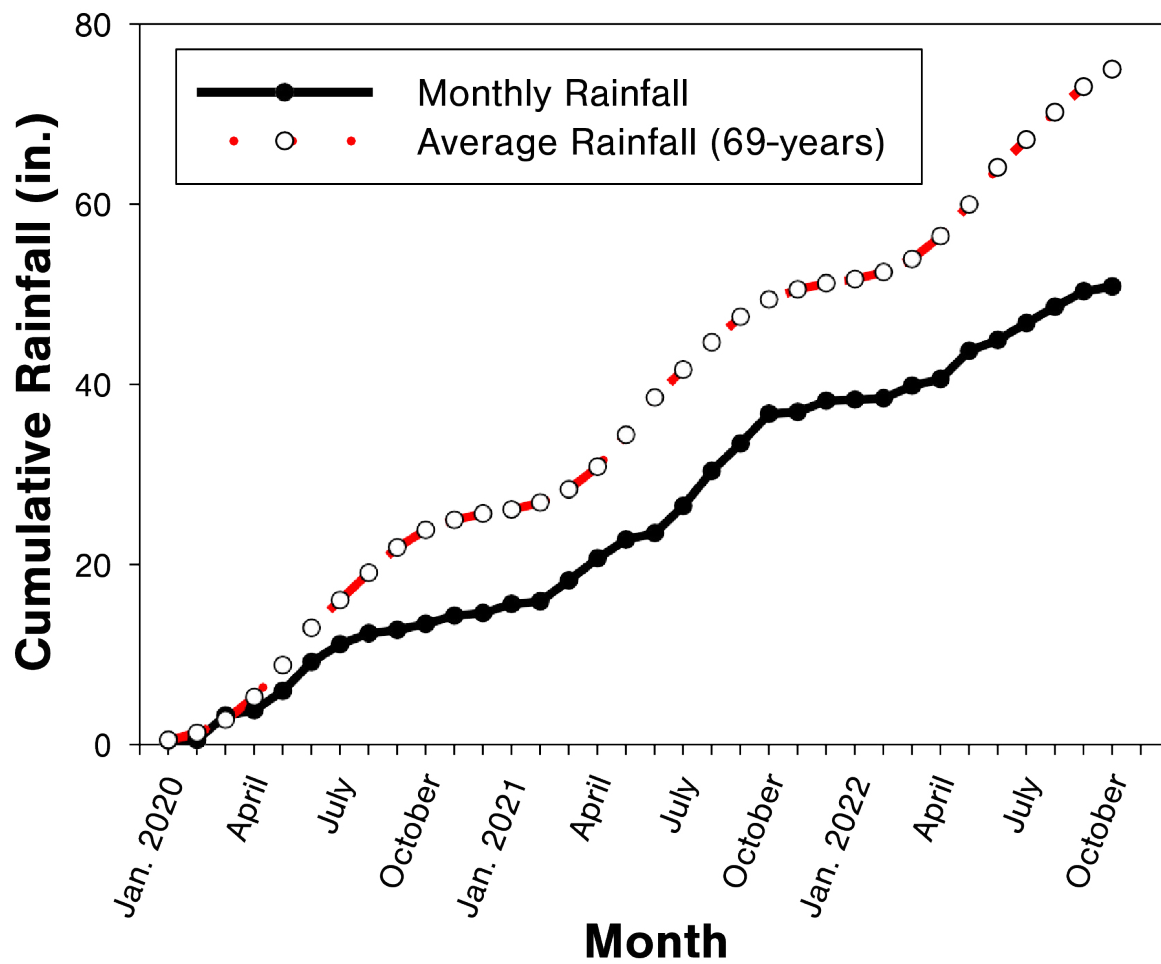 80
Monthly Rainfall
Average Rainfall (69-years)
60
40
20
0
Cumulative Rainfall (in.)
Jan. 2020
April
July
October
Jan. 2021
April
July
October
Jan. 2022
April
July
October
Month